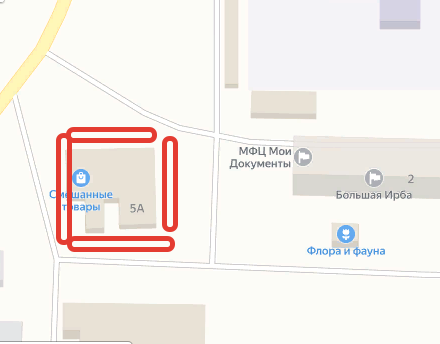 МФЦ Мои
Документы
2
Большая Ирба
Смешанные
товары
5А
Флора и фауна